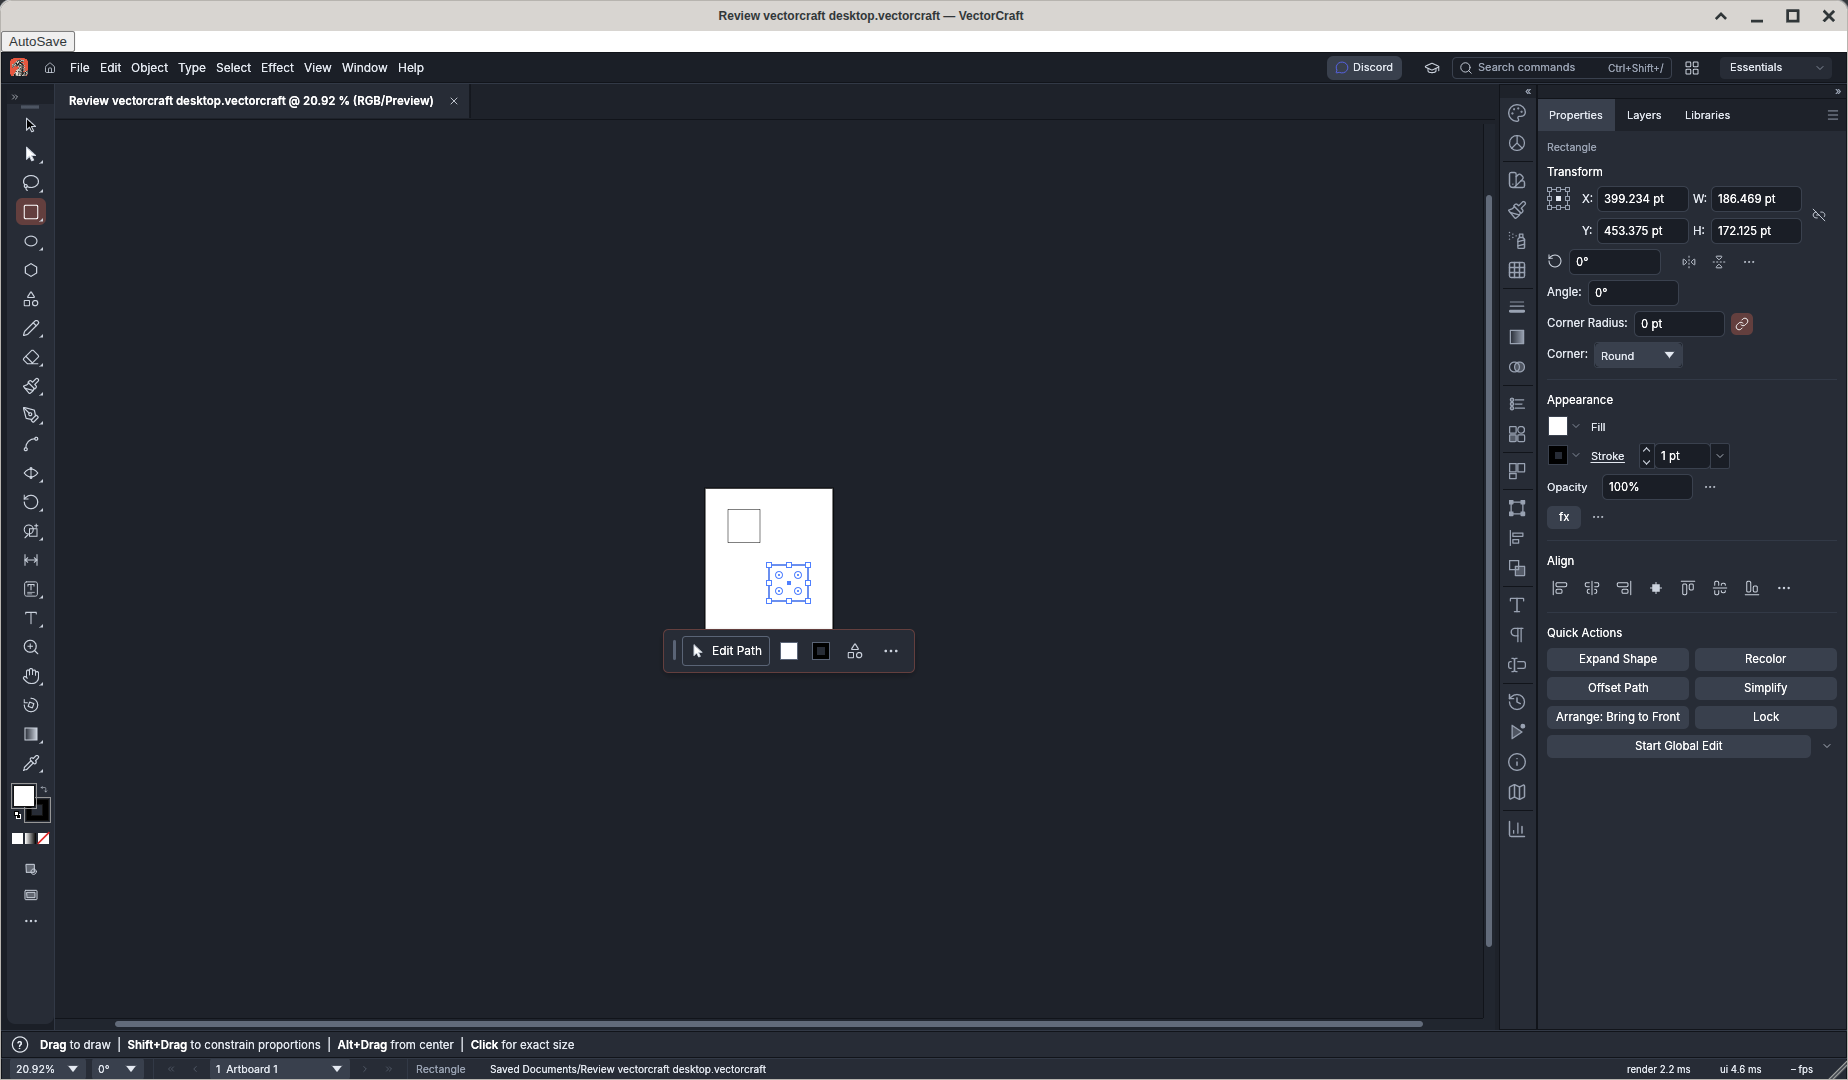 Review vectorcraft desktop.vectorcraft — VectorCraft
AutoSave
File Edit Object Type Select Effect View Window Help
Discord
Search commands Ctrl+Shift+/
Essentials
Review vectorcraft desktop.vectorcraft @ 20.92 % (RGB/Preview)
Properties Layers Libraries
Rectangle
Transform
X: 399.234 pt W: 186.469 pt
Y: 453.375 pt H: 172.125 pt
0°
Angle: 0°
Corner Radius: 0 pt
Corner: Round
Appearance
Fill
Stroke 1 pt
Opacity 100%
fx
Align
Quick Actions
Expand Shape Recolor
Offset Path Simplify
Arrange: Bring to Front Lock
Start Global Edit
Edit Path
Drag to draw | Shift+Drag to constrain proportions | Alt+Drag from center | Click for exact size
20.92% 0° 1 Artboard 1 Rectangle Saved Documents/Review vectorcraft desktop.vectorcraft render 2.2 ms ui 4.6 ms – fps